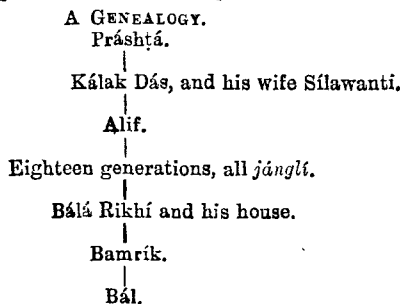 A GENEALOGY.
Práshṭá.
Kálak Dás, and his wife Sílawantí.
Alif.
Eighteen generations, all jánglí.
Bálá Rikhí and his house.
Bamrík.
Bál.